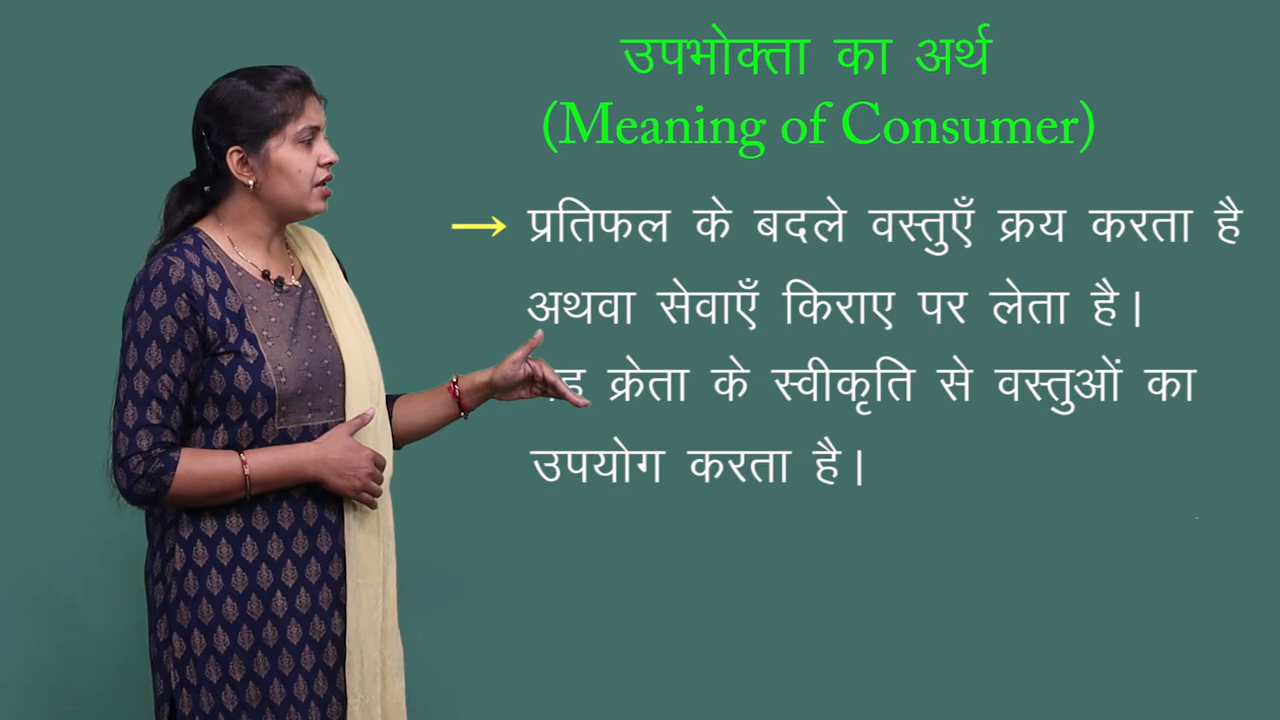 उपभोक्ता का अर्थ
(Meaning of Consumer)
→ प्रतिफल के बदले वस्तुएँ क्रय करता है
अथवा सेवाएँ किराए पर लेता है।
क्रेता के स्वीकृति से वस्तुओं का
उपयोग करता है।